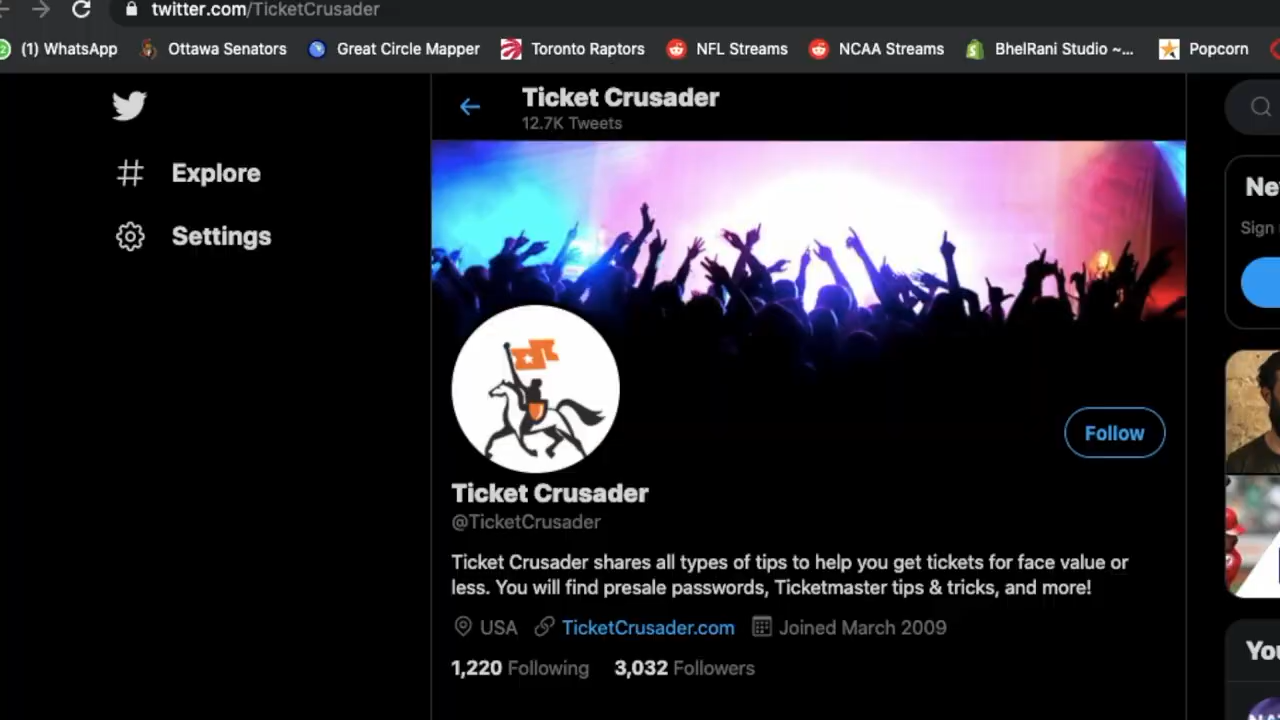 twitter.com/TicketCrusader
(1) WhatsApp Ottawa Senators Great Circle Mapper Toronto Raptors NFL Streams NCAA Streams BhelRani Studio ~... Popcorn
Ticket Crusader
12.7K Tweets
Explore
Settings
Ne
Sign
Follow
Ticket Crusader
@TicketCrusader
Ticket Crusader shares all types of tips to help you get tickets for face value or
less. You will find presale passwords, Ticketmaster tips & tricks, and more!
USA TicketCrusader.com Joined March 2009
1,220 Following 3,032 Followers
You